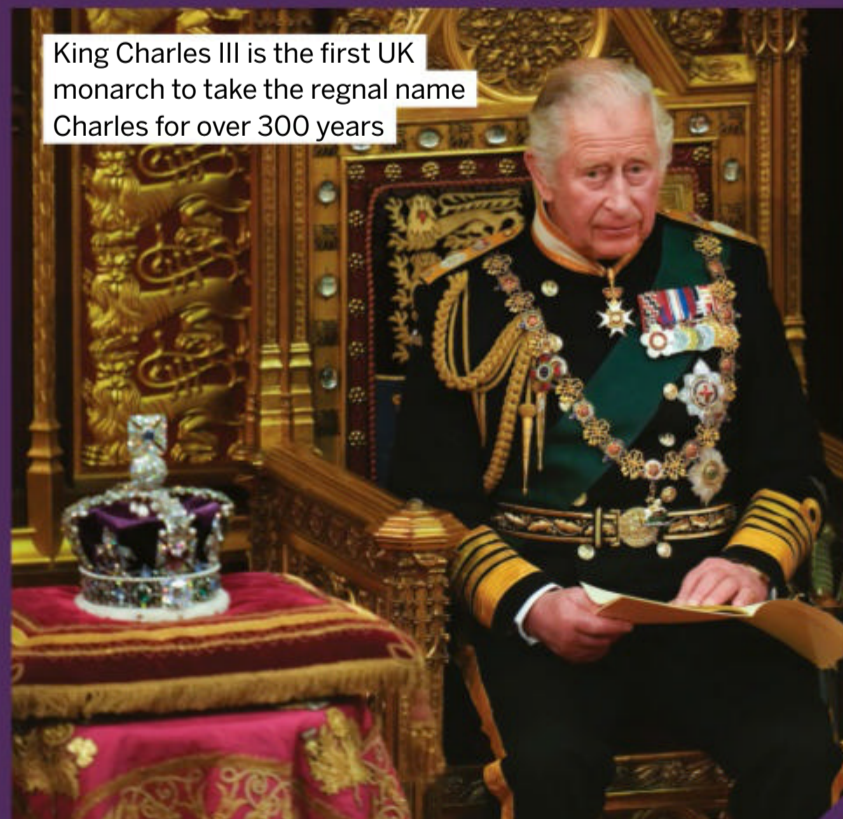 King Charles III is the first UK
monarch to take the regnal name
Charles for over 300 years